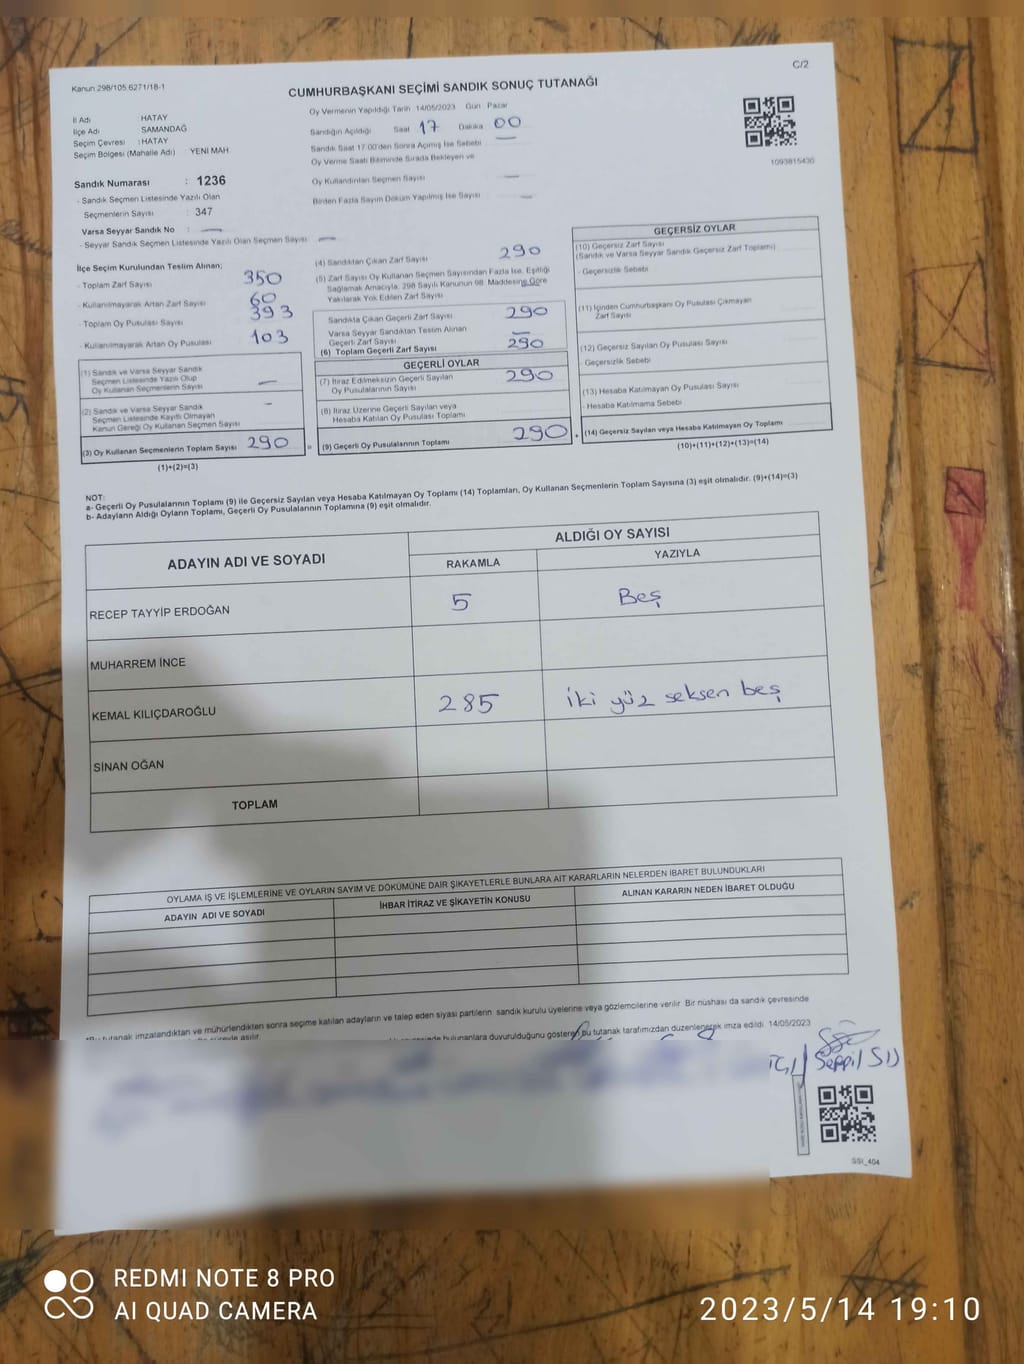 Kanun 298/105 6271/18-1
C/2
CUMHURBAŞKANI SEÇİMİ SANDIK SONUÇ TUTANAĞI
İl Adı HATAY
İlçe Adı SAMANDAĞ
Seçim Çevresi : HATAY
Seçim Bölgesi (Mahalle Adı) YENİ MAH.
Oy Vermenin Yapıldığı Tarih 14/05/2023 Gün Pazar
Sandığın Açıldığı Saat 17 Dakika 00
Sandık Saat 17.00'den Sonra Açılmış İse Sebebi —
Oy Verme Saati Bitiminde Sırada Bekleyen ve
Oy Kullandırılan Seçmen Sayısı —
Birden Fazla Sayım Döküm Yapılmış İse Sayısı —
1093815430
Sandık Numarası : 1236
- Sandık Seçmen Listesinde Yazılı Olan
Seçmenlerin Sayısı : 347
Varsa Seyyar Sandık No : —
- Seyyar Sandık Seçmen Listesinde Yazılı Olan Seçmen Sayısı —
İlçe Seçim Kurulundan Teslim Alınan;
- Toplam Zarf Sayısı 350
- Kullanılmayarak Artan Zarf Sayısı 60
- Toplam Oy Pusulası Sayısı 393
- Kullanılmayarak Artan Oy Pusulası 103
(1) Sandık ve Varsa Seyyar Sandık
Seçmen Listesinde Yazılı Olup
Oy Kullanan Seçmenlerin Sayısı —
(2) Sandık ve Varsa Seyyar Sandık
Seçmen Listesinde Kayıtlı Olmayan
Kanun Gereği Oy Kullanan Seçmen Sayısı —
(3) Oy Kullanan Seçmenlerin Toplam Sayısı 290 =
(1)+(2)=(3)
(4) Sandıktan Çıkan Zarf Sayısı 290
(5) Zarf Sayısı Oy Kullanan Seçmen Sayısından Fazla İse, Eşitliği
Sağlamak Amacıyla, 298 Sayılı Kanunun 98. Maddesine Göre
Yakılarak Yok Edilen Zarf Sayısı
Sandıkta Çıkan Geçerli Zarf Sayısı 290
Varsa Seyyar Sandıktan Teslim Alınan
Geçerli Zarf Sayısı —
(6) Toplam Geçerli Zarf Sayısı 290
GEÇERLİ OYLAR
(7) İtiraz Edilmeksizin Geçerli Sayılan
Oy Pusulalarının Sayısı 290
(8) İtiraz Üzerine Geçerli Sayılan veya
Hesaba Katılan Oy Pusulası Toplamı
(9) Geçerli Oy Pusulalarının Toplamı 290 +
GEÇERSİZ OYLAR
(10) Geçersiz Zarf Sayısı
(Sandık ve Varsa Seyyar Sandık Geçersiz Zarf Toplamı)
- Geçersizlik Sebebi
(11) İçinden Cumhurbaşkanı Oy Pusulası Çıkmayan
Zarf Sayısı
(12) Geçersiz Sayılan Oy Pusulası Sayısı
- Geçersizlik Sebebi
(13) Hesaba Katılmayan Oy Pusulası Sayısı
- Hesaba Katılmama Sebebi
(14) Geçersiz Sayılan veya Hesaba Katılmayan Oy Toplamı
(10)+(11)+(12)+(13)=(14)
NOT:
a- Geçerli Oy Pusulalarının Toplamı (9) ile Geçersiz Sayılan veya Hesaba Katılmayan Oy Toplamı (14) Toplamları, Oy Kullanan Seçmenlerin Toplam Sayısına (3) eşit olmalıdır. (9)+(14)=(3)
b- Adayların Aldığı Oyların Toplamı, Geçerli Oy Pusulalarının Toplamına (9) eşit olmalıdır.
ADAYIN ADI VE SOYADI
ALDIĞI OY SAYISI
RAKAMLA YAZIYLA
RECEP TAYYİP ERDOĞAN 5 Beş
MUHARREM İNCE
KEMAL KILIÇDAROĞLU 285 iki yüz seksen beş
SİNAN OĞAN
TOPLAM
OYLAMA İŞ VE İŞLEMLERİNE VE OYLARIN SAYIM VE DÖKÜMÜNE DAİR ŞİKAYETLERLE BUNLARA AİT KARARLARIN NELERDEN İBARET BULUNDUKLARI
ADAYIN ADI VE SOYADI İHBAR İTİRAZ VE ŞİKAYETİN KONUSU ALINAN KARARIN NEDEN İBARET OLDUĞU
tutanak imzalandıktan ve mühürlendikten sonra seçime katılan adayların ve talep eden siyasi partilerin sandık kurulu üyelerine veya gözlemcilerine verilir. Bir nüshası da sandık çevresinde
bulunanlara duyurulduğunu gösteren bu tutanak tarafımızdan düzenlenerek imza edildi. 14/05/2023
SSİ_404
REDMI NOTE 8 PRO
AI QUAD CAMERA
2023/5/14 19:10